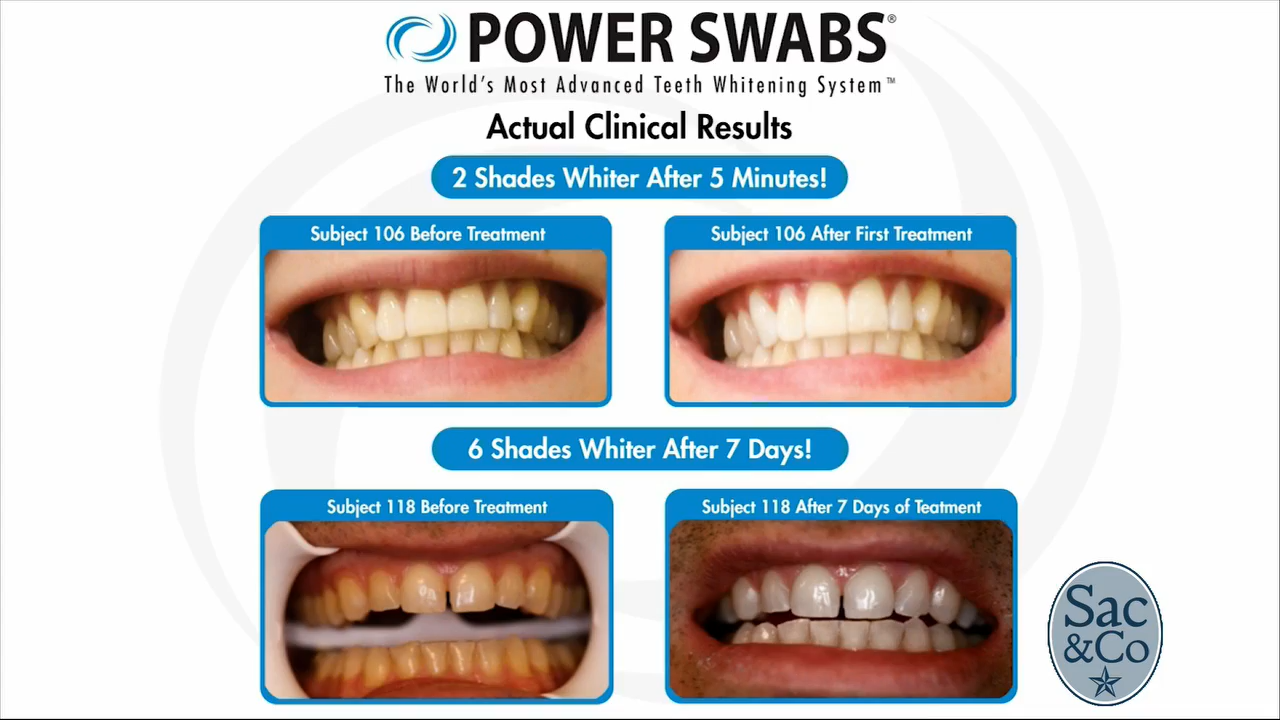 POWER SWABS®
The World's Most Advanced Teeth Whitening System™
Actual Clinical Results
2 Shades Whiter After 5 Minutes!
Subject 106 Before Treatment
Subject 106 After First Treatment
6 Shades Whiter After 7 Days!
Subject 118 Before Treatment
Subject 118 After 7 Days of Teatment
Sac
&Co